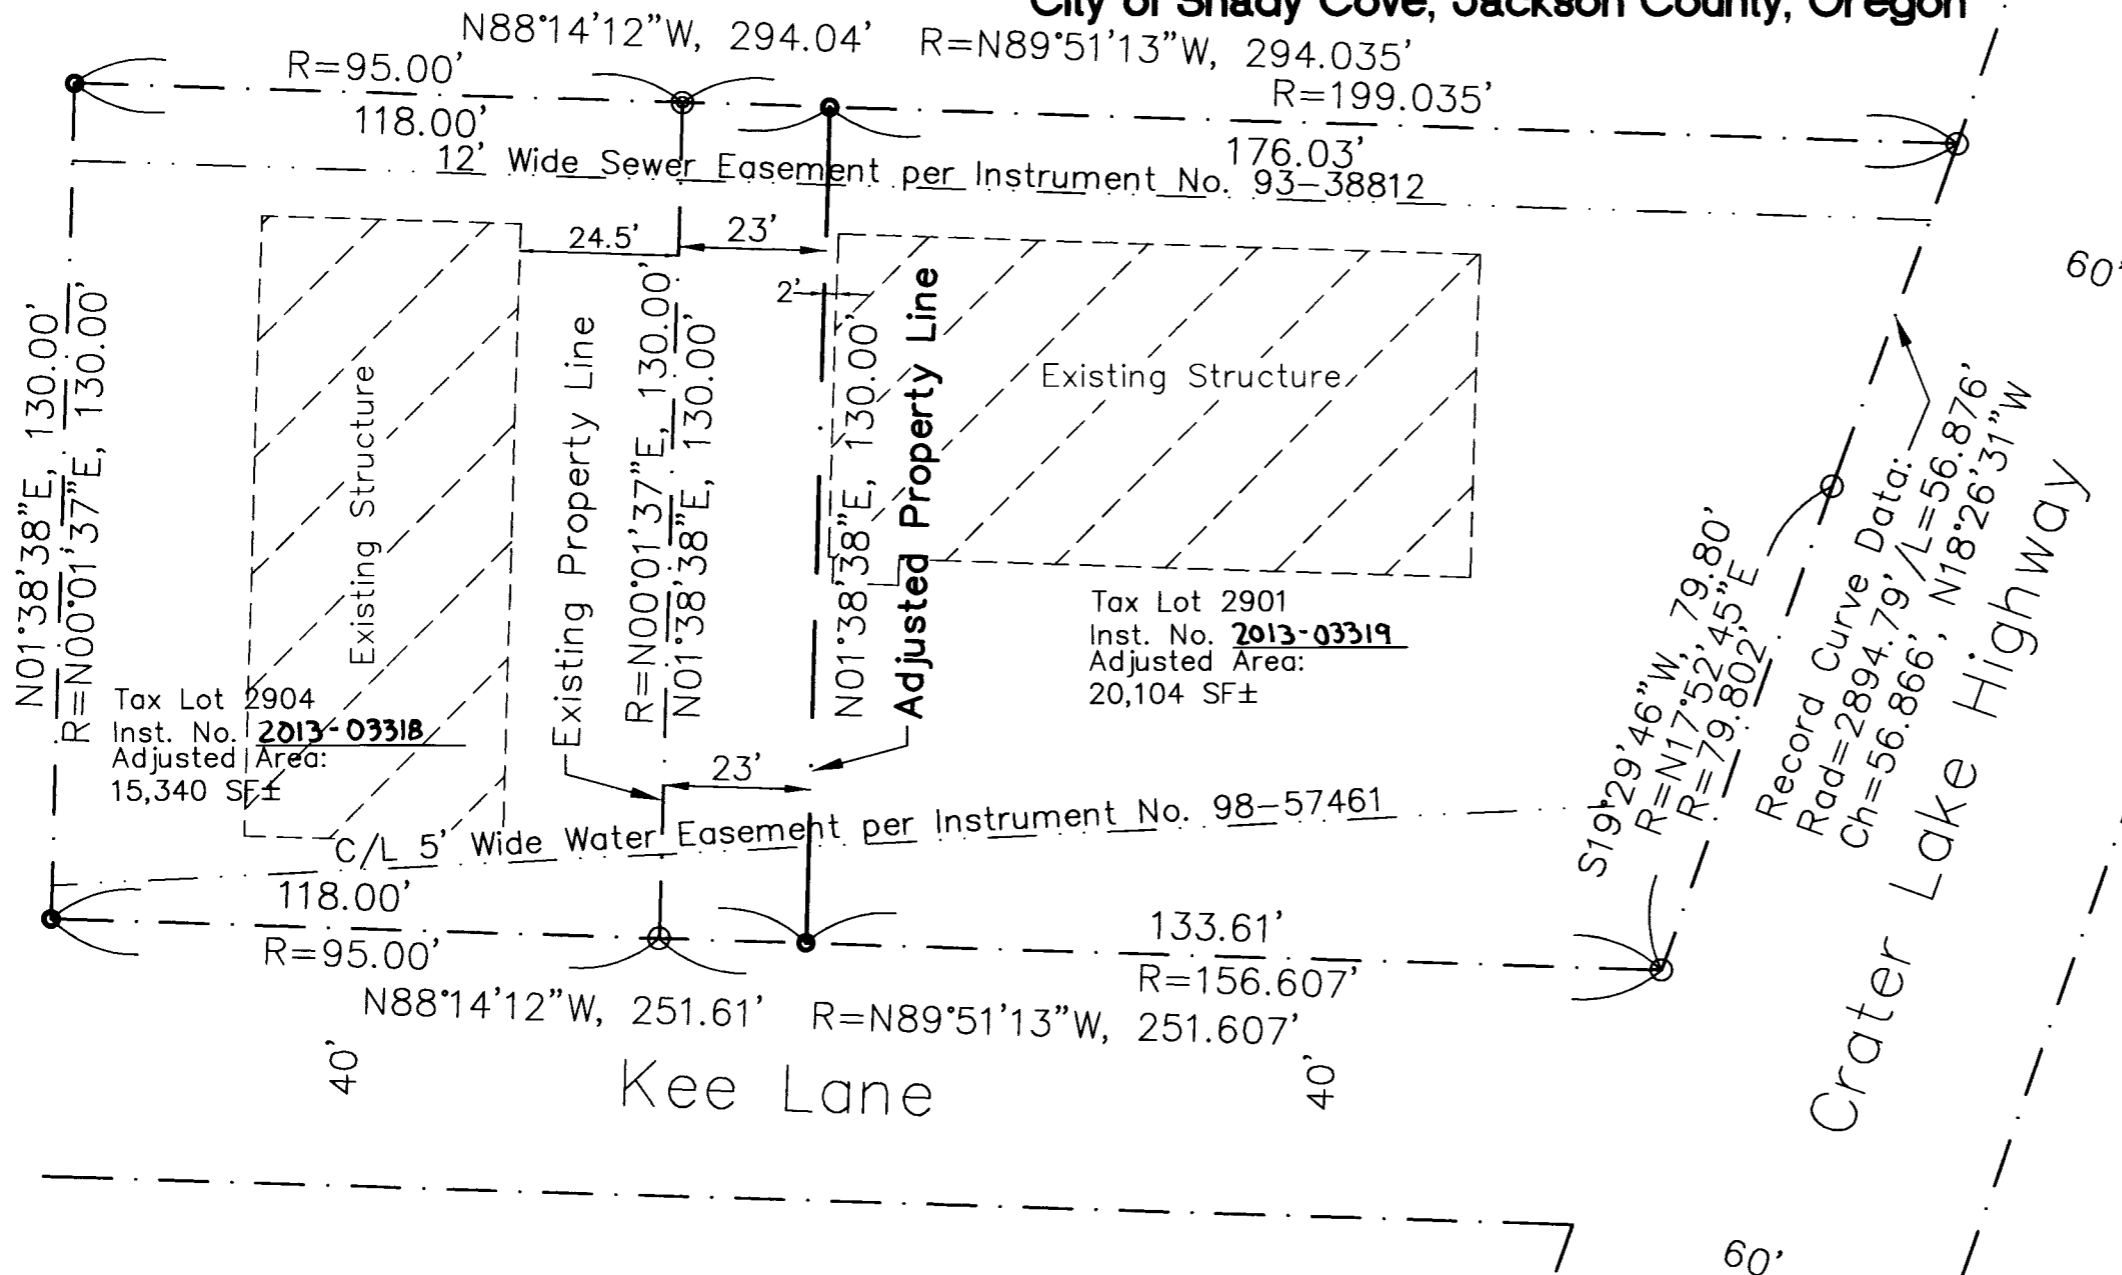 City of Shady Cove, Jackson County, Oregon
N88°14'12"W, 294.04' R=N89°51'13"W, 294.035'
R=95.00'
R=199.035'
118.00'
176.03'
12' Wide Sewer Easement per Instrument No. 93-38812
24.5'
23'
2'
60'
N01°38'38"E, 130.00'
R=N00°01'37"E, 130.00'
Existing Structure
Existing Property Line
R=N00°01'37"E, 130.00'
N01°38'38"E, 130.00'
N01°38'38"E, 130.00'
Adjusted Property Line
Existing Structure
Tax Lot 2901
Inst. No. 2013-03319
Adjusted Area:
20,104 SF±
Tax Lot 2904
Inst. No. 2013-03318
Adjusted Area:
15,340 SF±
23'
C/L 5' Wide Water Easement per Instrument No. 98-57461
S19°29'46"W, 79.80'
R=N17°52'45"E
R=79.802'
Record Curve Data:
Rad=2894.79' /L=56.876'
Ch=56.866', N18°26'31"W
Crater Lake Highway
118.00'
R=95.00'
133.61'
R=156.607'
N88°14'12"W, 251.61' R=N89°51'13"W, 251.607'
40'
Kee Lane
40'
60'